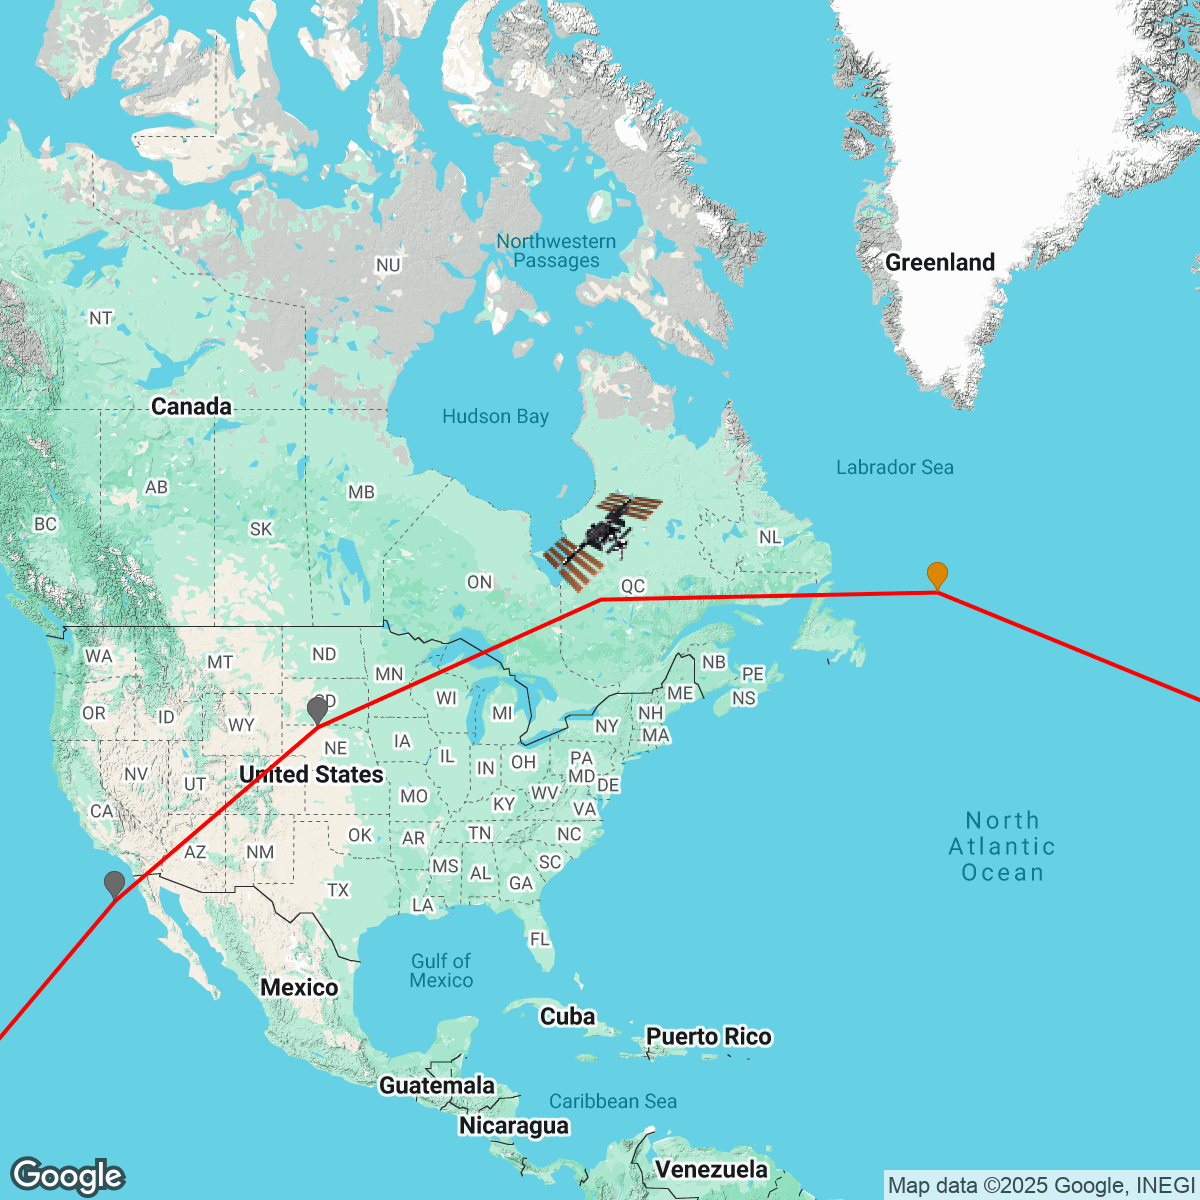 Northwestern
Passages
NU
Greenland
NT
Canada
Hudson Bay
Labrador Sea
AB
MB
BC
SK
NL
ON
QC
WA
MT
ND
MN
NB
PE
OR
ID
WY
WI
MI
ME
NS
NH
NY
MA
NE
IA
IL
IN
OH
PA
MD
DE
NV
UT
United States
CA
MO
KY
WV
VA
AZ
NM
OK
AR
TN
NC
MS
AL
SC
GA
TX
LA
FL
North
Atlantic
Ocean
Gulf of
Mexico
Mexico
Cuba
Puerto Rico
Guatemala
Caribbean Sea
Nicaragua
Venezuela
Google
Map data ©2025 Google, INEGI